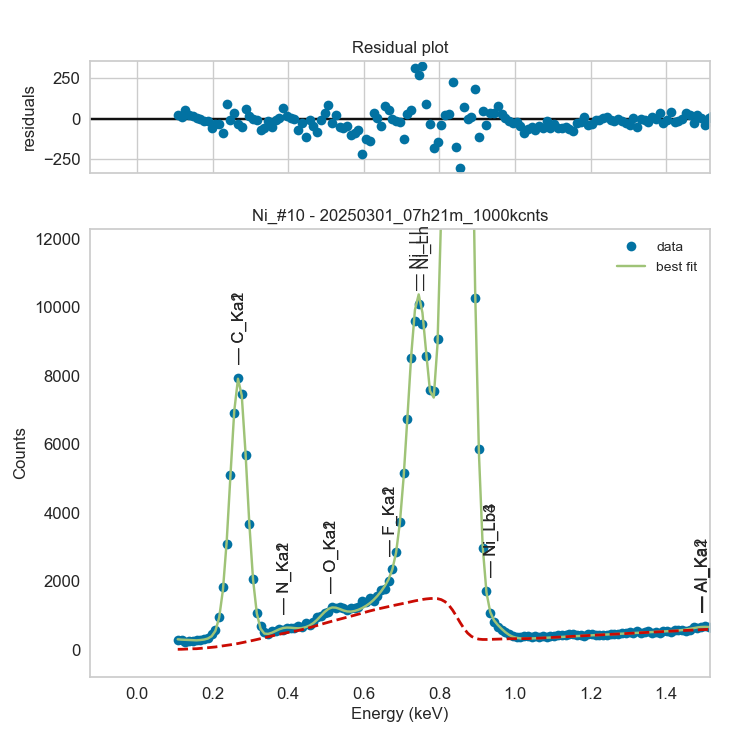 Residual plot
250
0
−250
residuals
Ni_#10 - 20250301_07h21m_1000kcnts
12000
10000
8000
6000
4000
2000
0
Counts
data
best fit
— C_Ka2
— N_Ka2
— O_Ka2
— F_Ka2
— Ni_Ll
— Ni_Ln
— Ni_Lb3
— Al_Ka2
0.0 0.2 0.4 0.6 0.8 1.0 1.2 1.4
Energy (keV)